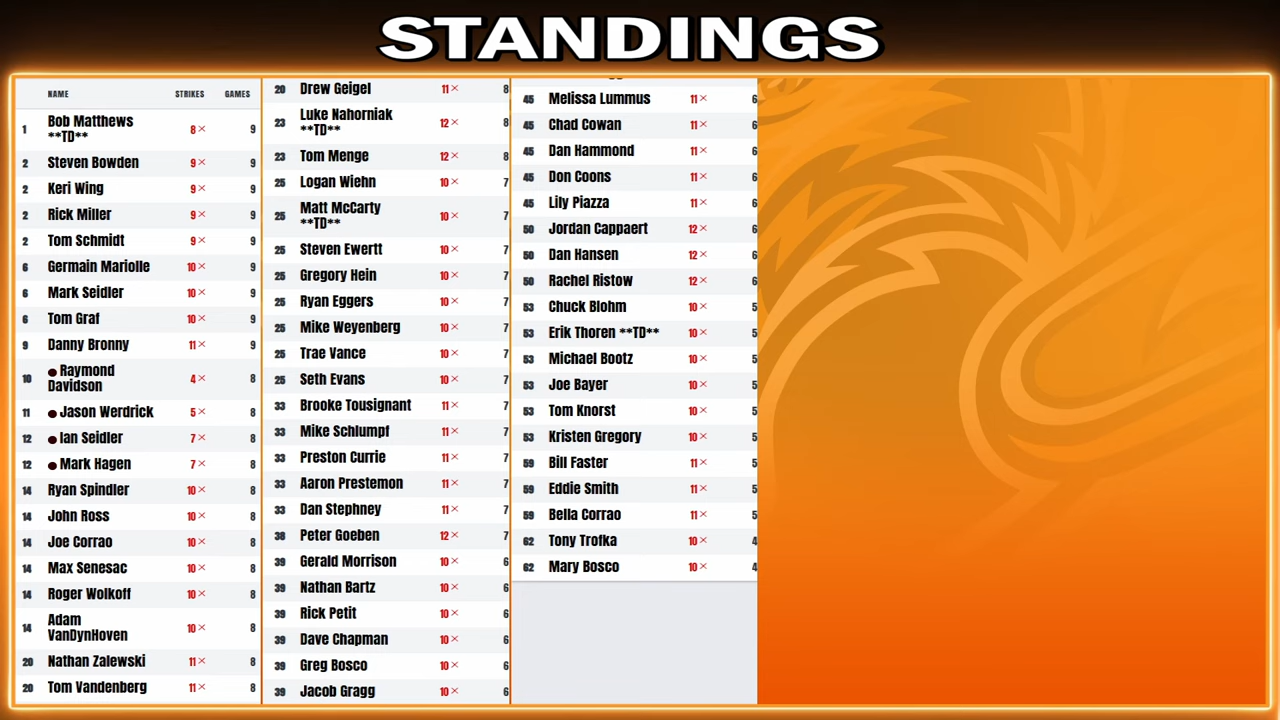 STANDINGS
NAME STRIKES GAMES
1 Bob Matthews **TD** 8× 9
2 Steven Bowden 9× 9
2 Keri Wing 9× 9
2 Rick Miller 9× 9
2 Tom Schmidt 9× 9
6 Germain Mariolle 10× 9
6 Mark Seidler 10× 9
6 Tom Graf 10× 9
9 Danny Bronny 11× 9
10 Raymond Davidson 4× 8
11 Jason Werdrick 5× 8
12 Ian Seidler 7× 8
12 Mark Hagen 7× 8
14 Ryan Spindler 10× 8
14 John Ross 10× 8
14 Joe Corrao 10× 8
14 Max Senesac 10× 8
14 Roger Wolkoff 10× 8
14 Adam VanDynHoven 10× 8
20 Nathan Zalewski 11× 8
20 Tom Vandenberg 11× 8
20 Drew Geigel 11× 8
23 Luke Nahorniak **TD** 12× 8
23 Tom Menge 12× 8
25 Logan Wiehn 10× 7
25 Matt McCarty **TD** 10× 7
25 Steven Ewertt 10× 7
25 Gregory Hein 10× 7
25 Ryan Eggers 10× 7
25 Mike Weyenberg 10× 7
25 Trae Vance 10× 7
25 Seth Evans 10× 7
33 Brooke Tousignant 11× 7
33 Mike Schlumpf 11× 7
33 Preston Currie 11× 7
33 Aaron Prestemon 11× 7
33 Dan Stephney 11× 7
38 Peter Goeben 12× 7
39 Gerald Morrison 10× 6
39 Nathan Bartz 10× 6
39 Rick Petit 10× 6
39 Dave Chapman 10× 6
39 Greg Bosco 10× 6
39 Jacob Gragg 10× 6
45 Melissa Lummus 11× 6
45 Chad Cowan 11× 6
45 Dan Hammond 11× 6
45 Don Coons 11× 6
45 Lily Piazza 11× 6
50 Jordan Cappaert 12× 6
50 Dan Hansen 12× 6
50 Rachel Ristow 12× 6
53 Chuck Blohm 10× 5
53 Erik Thoren **TD** 10× 5
53 Michael Bootz 10× 5
53 Joe Bayer 10× 5
53 Tom Knorst 10× 5
53 Kristen Gregory 10× 5
59 Bill Faster 11× 5
59 Eddie Smith 11× 5
59 Bella Corrao 11× 5
62 Tony Trofka 10× 4
62 Mary Bosco 10× 4